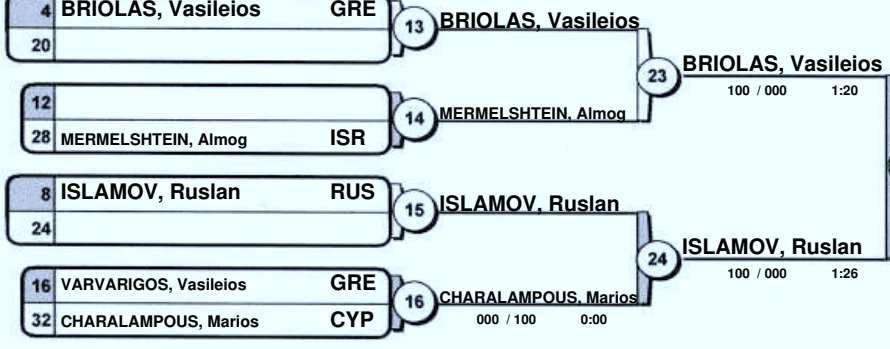 4 BRIOLAS, Vasileios GRE
20
13 BRIOLAS, Vasileios
12
28 MERMELSHTEIN, Almog ISR
14 MERMELSHTEIN, Almog
23 BRIOLAS, Vasileios
100 / 000 1:20
8 ISLAMOV, Ruslan RUS
24
15 ISLAMOV, Ruslan
16 VARVARIGOS, Vasileios GRE
32 CHARALAMPOUS, Marios CYP
16 CHARALAMPOUS, Marios
000 / 100 0:00
24 ISLAMOV, Ruslan
100 / 000 1:26